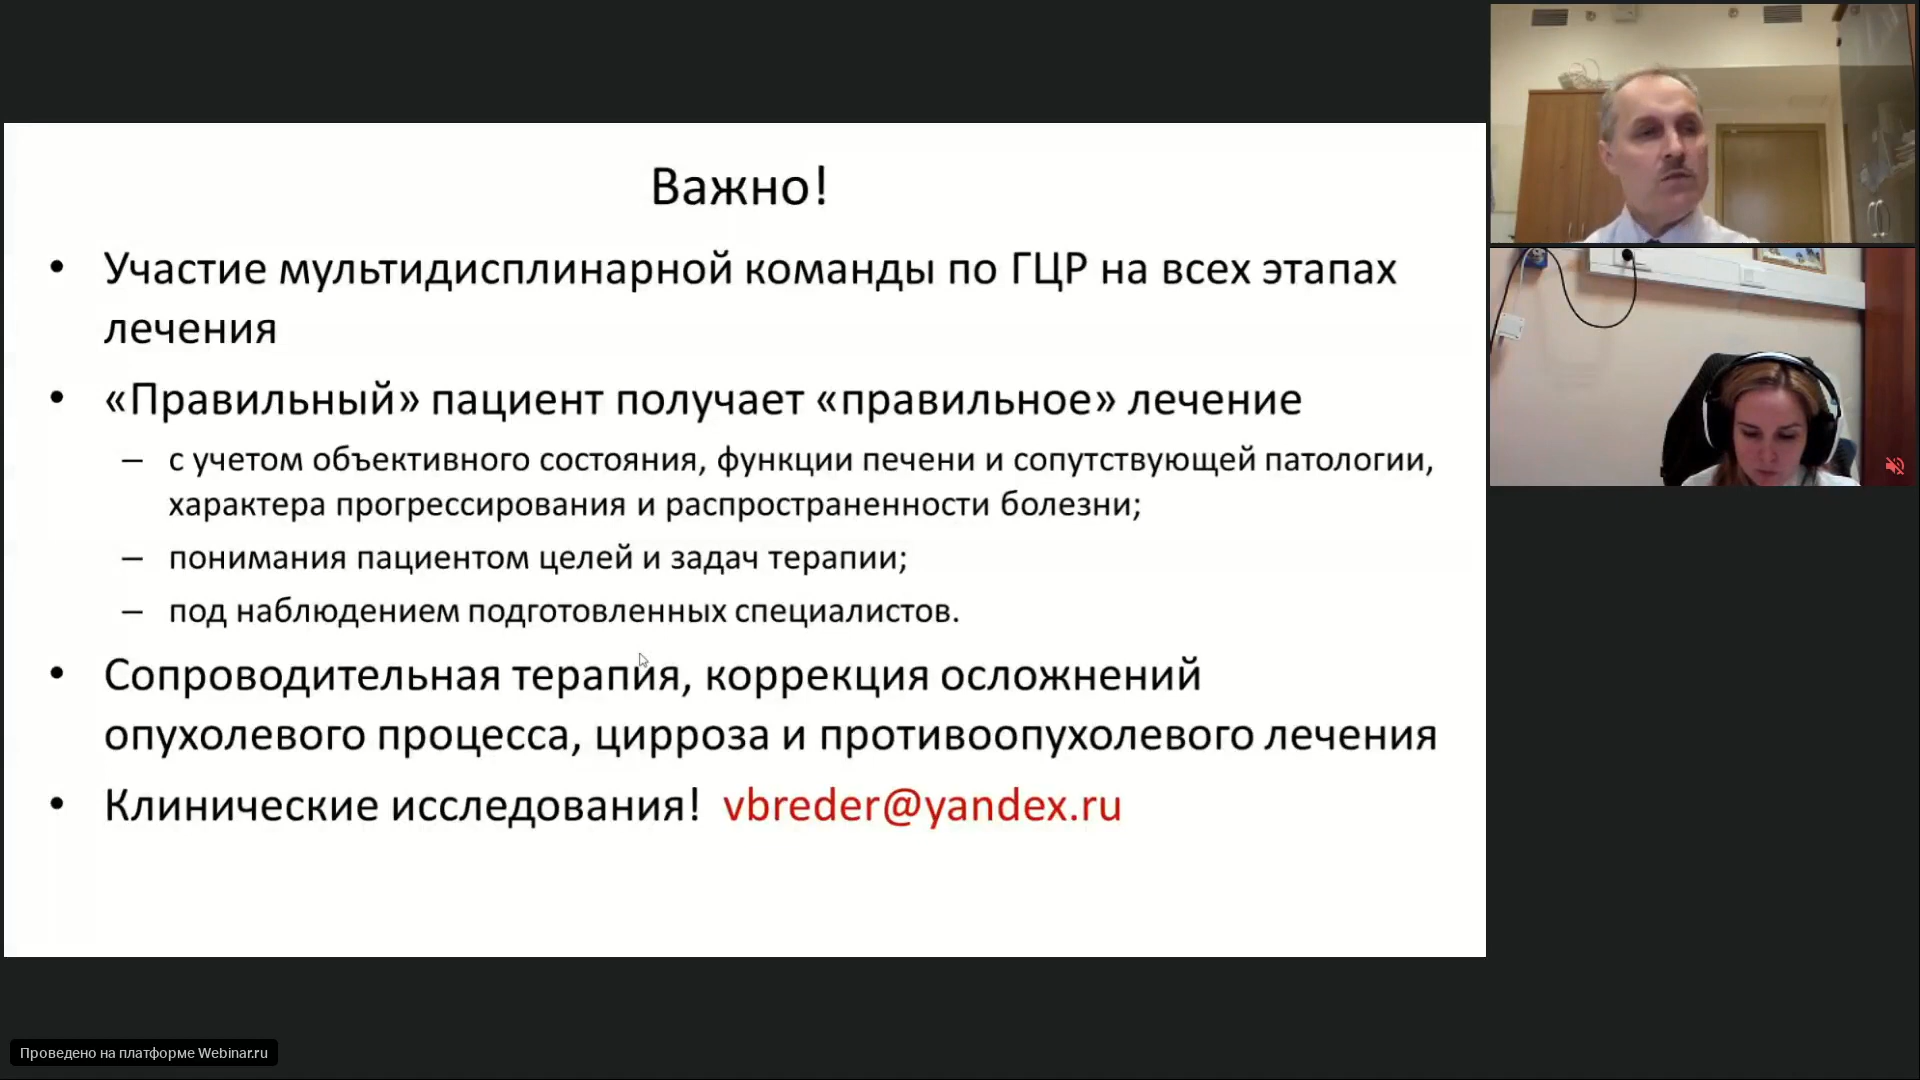 Важно!
• Участие мультидисплинарной команды по ГЦР на всех этапах
лечения
• «Правильный» пациент получает «правильное» лечение
– с учетом объективного состояния, функции печени и сопутствующей патологии,
характера прогрессирования и распространенности болезни;
– понимания пациентом целей и задач терапии;
– под наблюдением подготовленных специалистов.
• Сопроводительная терапия, коррекция осложнений
опухолевого процесса, цирроза и противоопухолевого лечения
• Клинические исследования! vbreder@yandex.ru
Проведено на платформе Webinar.ru